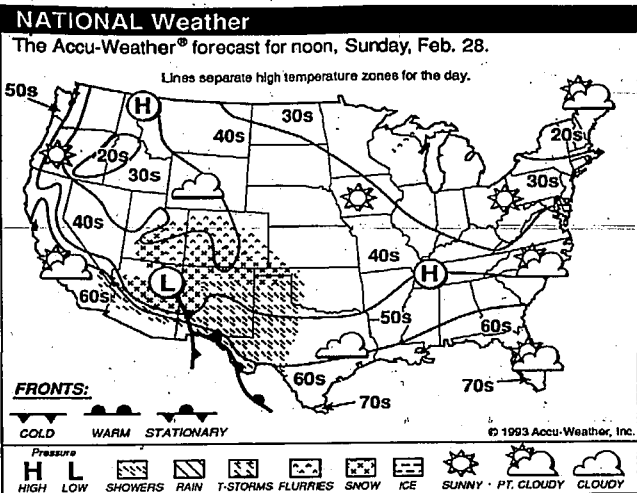 NATIONAL Weather
The Accu-Weather® forecast for noon, Sunday, Feb. 28.
Lines separate high temperature zones for the day.
50s
H
30s
40s
20s
20s
30s
30s
40s
40s
L
H
60s
50s
60s
60s
70s
70s
FRONTS:
COLD WARM STATIONARY
© 1993 Accu-Weather, Inc.
Pressure
H L
HIGH LOW SHOWERS RAIN T-STORMS FLURRIES SNOW ICE SUNNY PT. CLOUDY CLOUDY